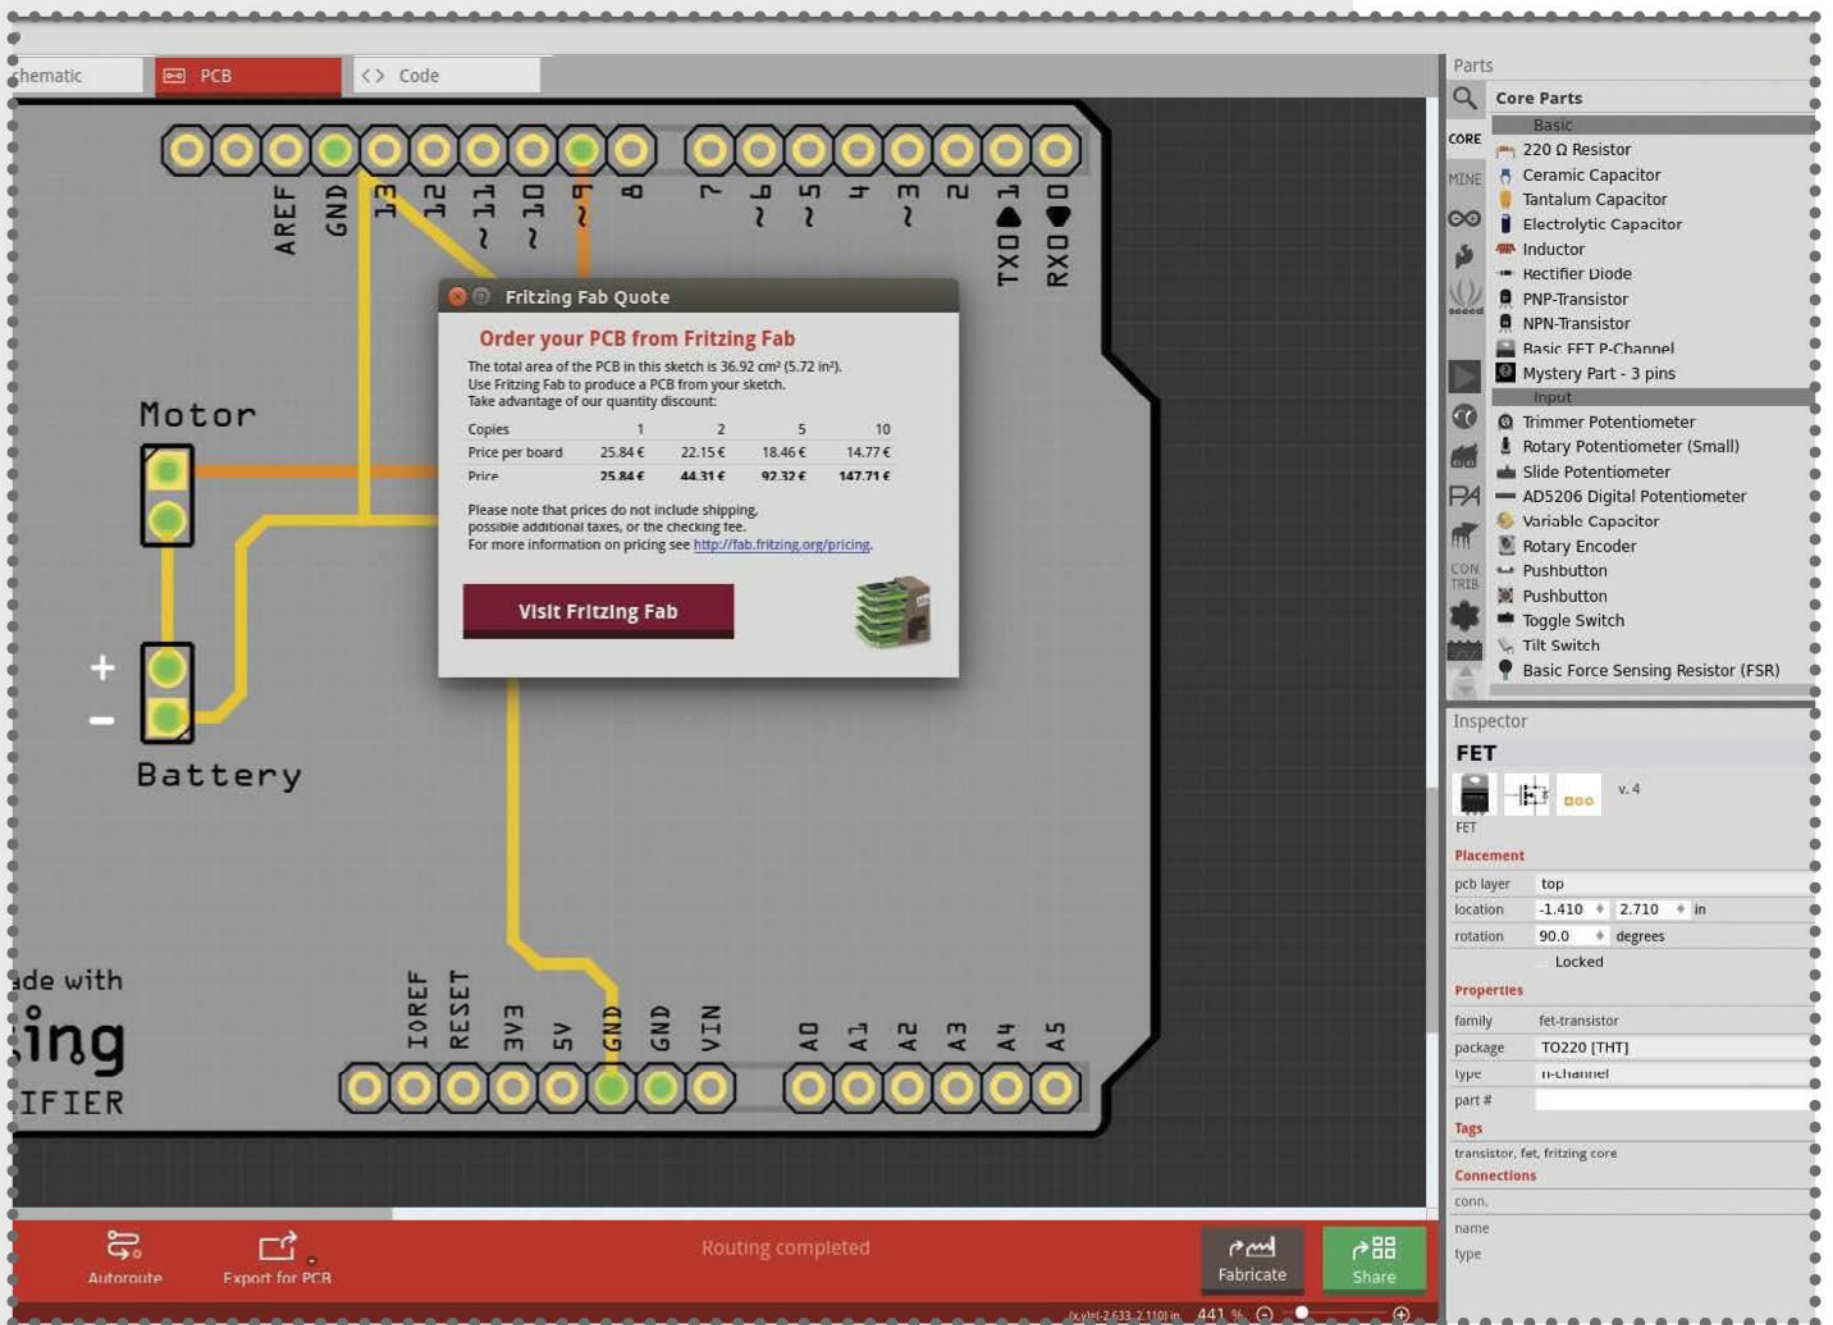 chematic
PCB
<> Code
AREF
GND
13
12
~11
~10
~9
8
7
~6
~5
4
~3
2
TX0 1
RX0 0
Motor
+
-
Battery
ade with
ing
IFIER
IOREF
RESET
3V3
5V
GND
GND
VIN
A0
A1
A2
A3
A4
A5
Fritzing Fab Quote
Order your PCB from Fritzing Fab
The total area of the PCB in this sketch is 36.92 cm² (5.72 in²).
Use Fritzing Fab to produce a PCB from your sketch.
Take advantage of our quantity discount:
Copies 1 2 5 10
Price per board 25.84 € 22.15 € 18.46 € 14.77 €
Price 25.84 € 44.31 € 92.32 € 147.71 €
Please note that prices do not include shipping,
possible additional taxes, or the checking fee.
For more information on pricing see http://fab.fritzing.org/pricing.
Visit Fritzing Fab
Autoroute
Export for PCB
Routing completed
Fabricate
Share
(x,y)=(-2.633, 2.110) in 441 %
Parts
Core Parts
CORE
MINE
PA
CON
TRIB
Basic
220 Ω Resistor
Ceramic Capacitor
Tantalum Capacitor
Electrolytic Capacitor
Inductor
Rectifier Diode
PNP-Transistor
NPN-Transistor
Basic FET P-Channel
Mystery Part - 3 pins
Input
Trimmer Potentiometer
Rotary Potentiometer (Small)
Slide Potentiometer
AD5206 Digital Potentiometer
Variable Capacitor
Rotary Encoder
Pushbutton
Pushbutton
Toggle Switch
Tilt Switch
Basic Force Sensing Resistor (FSR)
Inspector
FET
v. 4
FET
Placement
pcb layer top
location -1.410 2.710 in
rotation 90.0 degrees
Locked
Properties
family fet-transistor
package TO220 [THT]
type n-channel
part #
Tags
transistor, fet, fritzing core
Connections
conn.
name
type